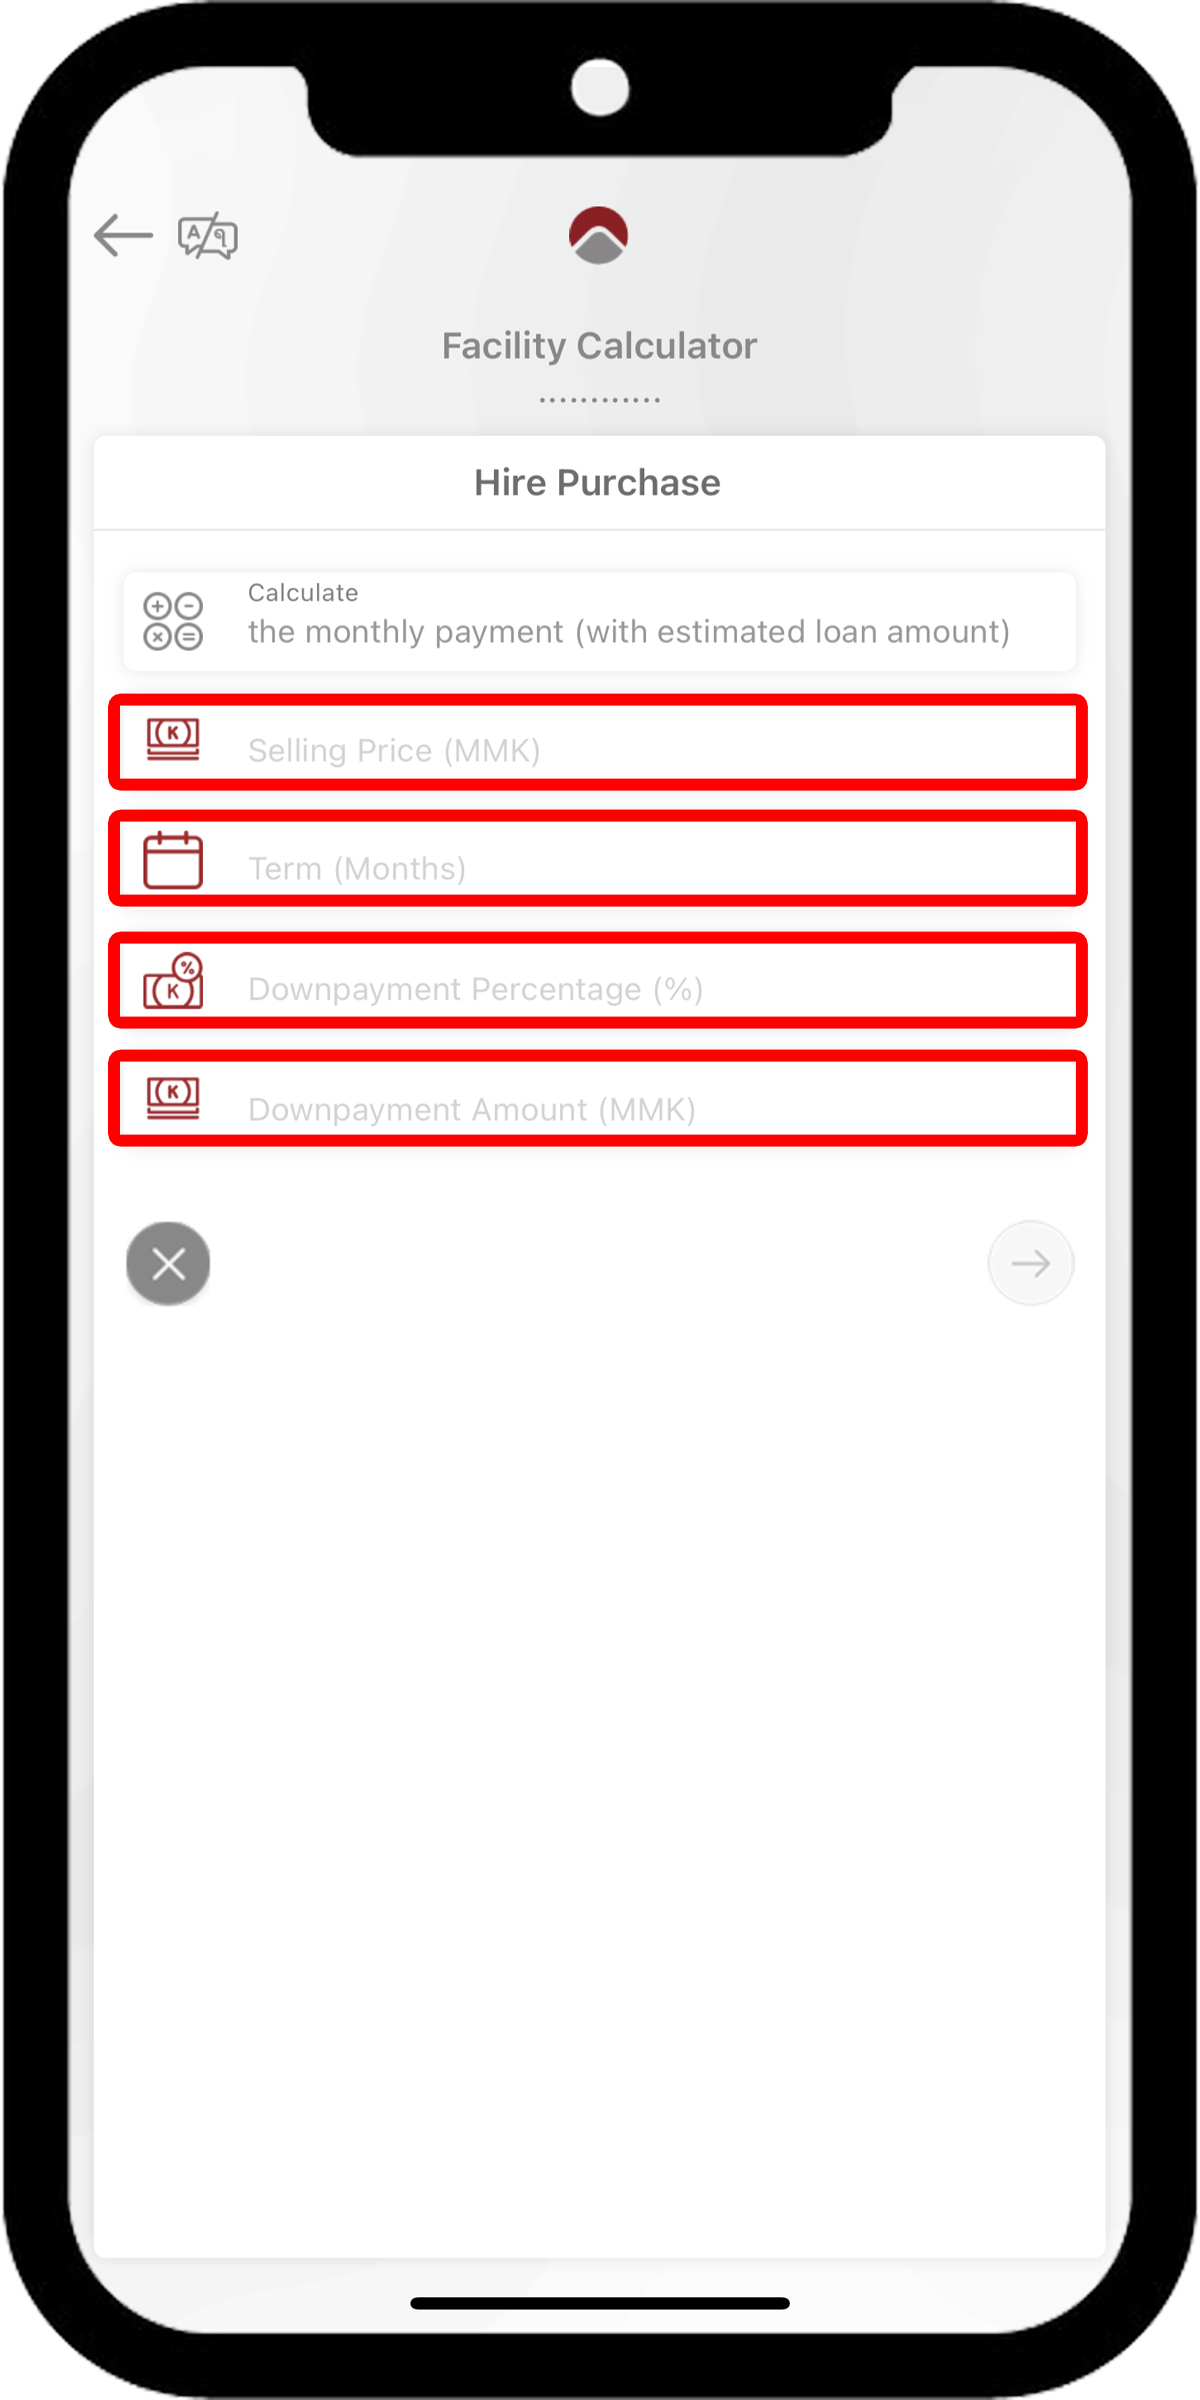 Facility Calculator
Hire Purchase
Calculate
the monthly payment (with estimated loan amount)
Selling Price (MMK)
Term (Months)
Downpayment Percentage (%)
Downpayment Amount (MMK)